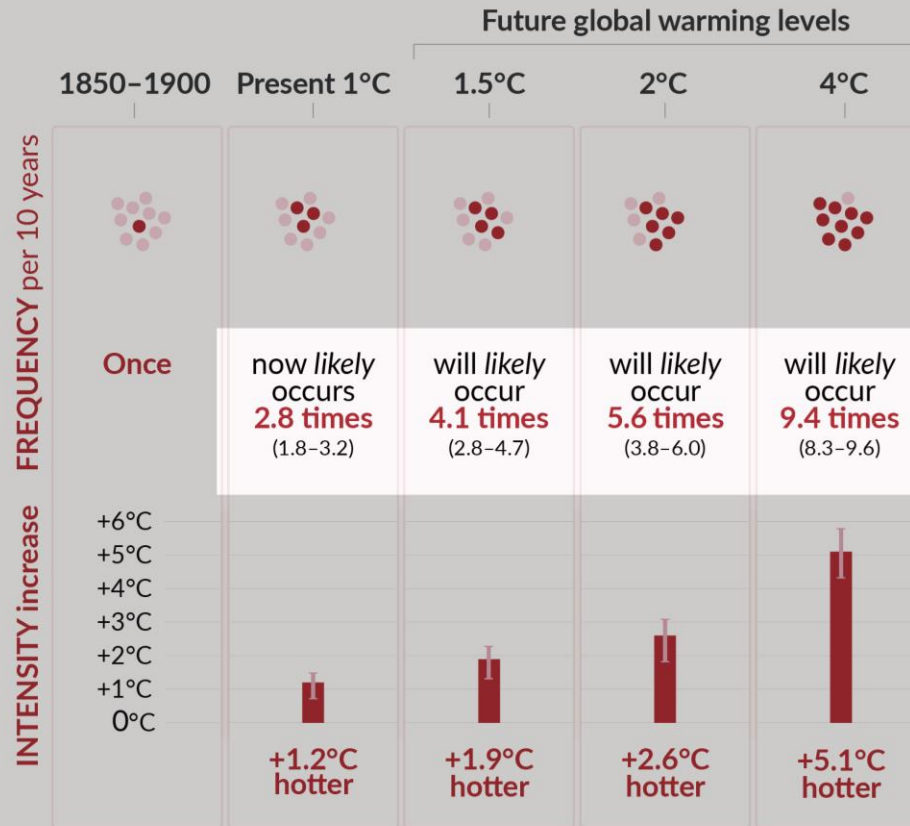 Future global warming levels
1850–1900
Present 1°C
1.5°C
2°C
4°C
FREQUENCY per 10 years
Once
now likely
occurs
2.8 times
(1.8–3.2)
will likely
occur
4.1 times
(2.8–4.7)
will likely
occur
5.6 times
(3.8–6.0)
will likely
occur
9.4 times
(8.3–9.6)
INTENSITY increase
+6°C
+5°C
+4°C
+3°C
+2°C
+1°C
0°C
+1.2°C
hotter
+1.9°C
hotter
+2.6°C
hotter
+5.1°C
hotter